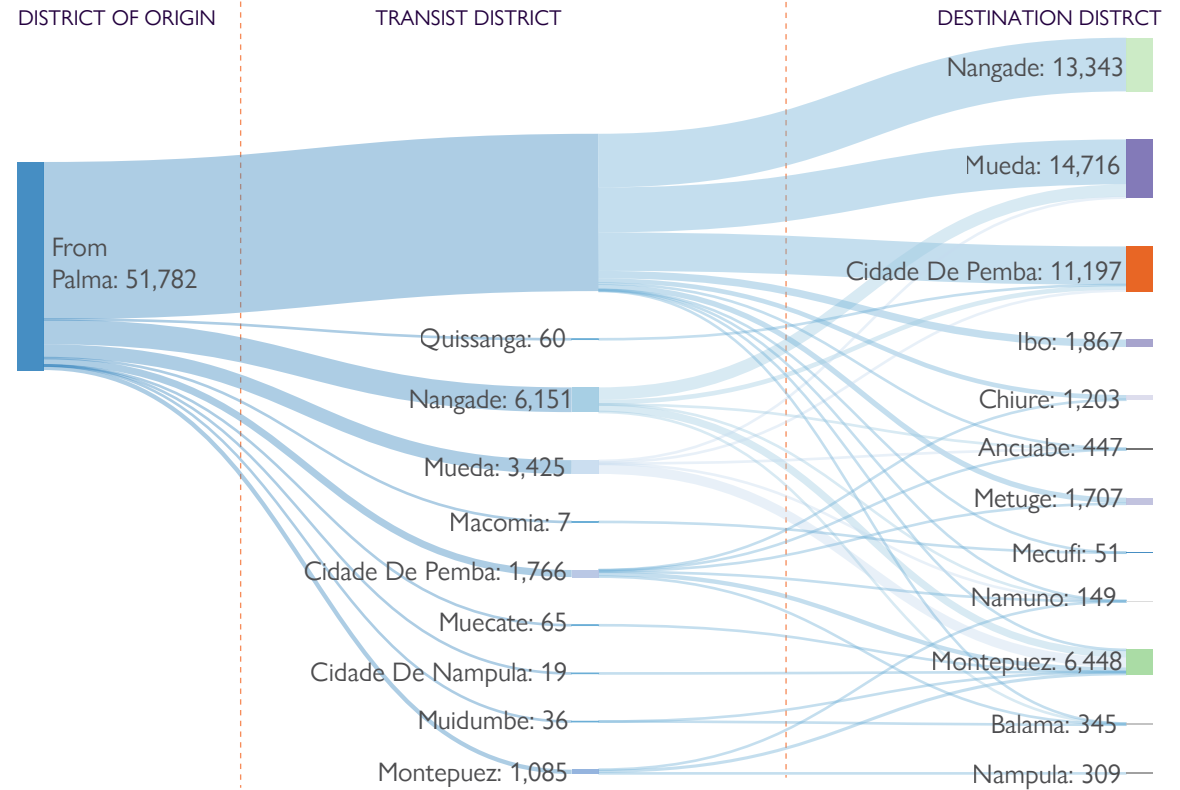 DISTRICT OF ORIGIN
TRANSIST DISTRICT
DESTINATION DISTRCT
From
Palma: 51,782
Quissanga: 60
Nangade: 6,151
Mueda: 3,425
Macomia: 7
Cidade De Pemba: 1,766
Muecate: 65
Cidade De Nampula: 19
Muidumbe: 36
Montepuez: 1,085
Nangade: 13,343
Mueda: 14,716
Cidade De Pemba: 11,197
Ibo: 1,867
Chiure: 1,203
Ancuabe: 447
Metuge: 1,707
Mecufi: 51
Namuno: 149
Montepuez: 6,448
Balama: 345
Nampula: 309